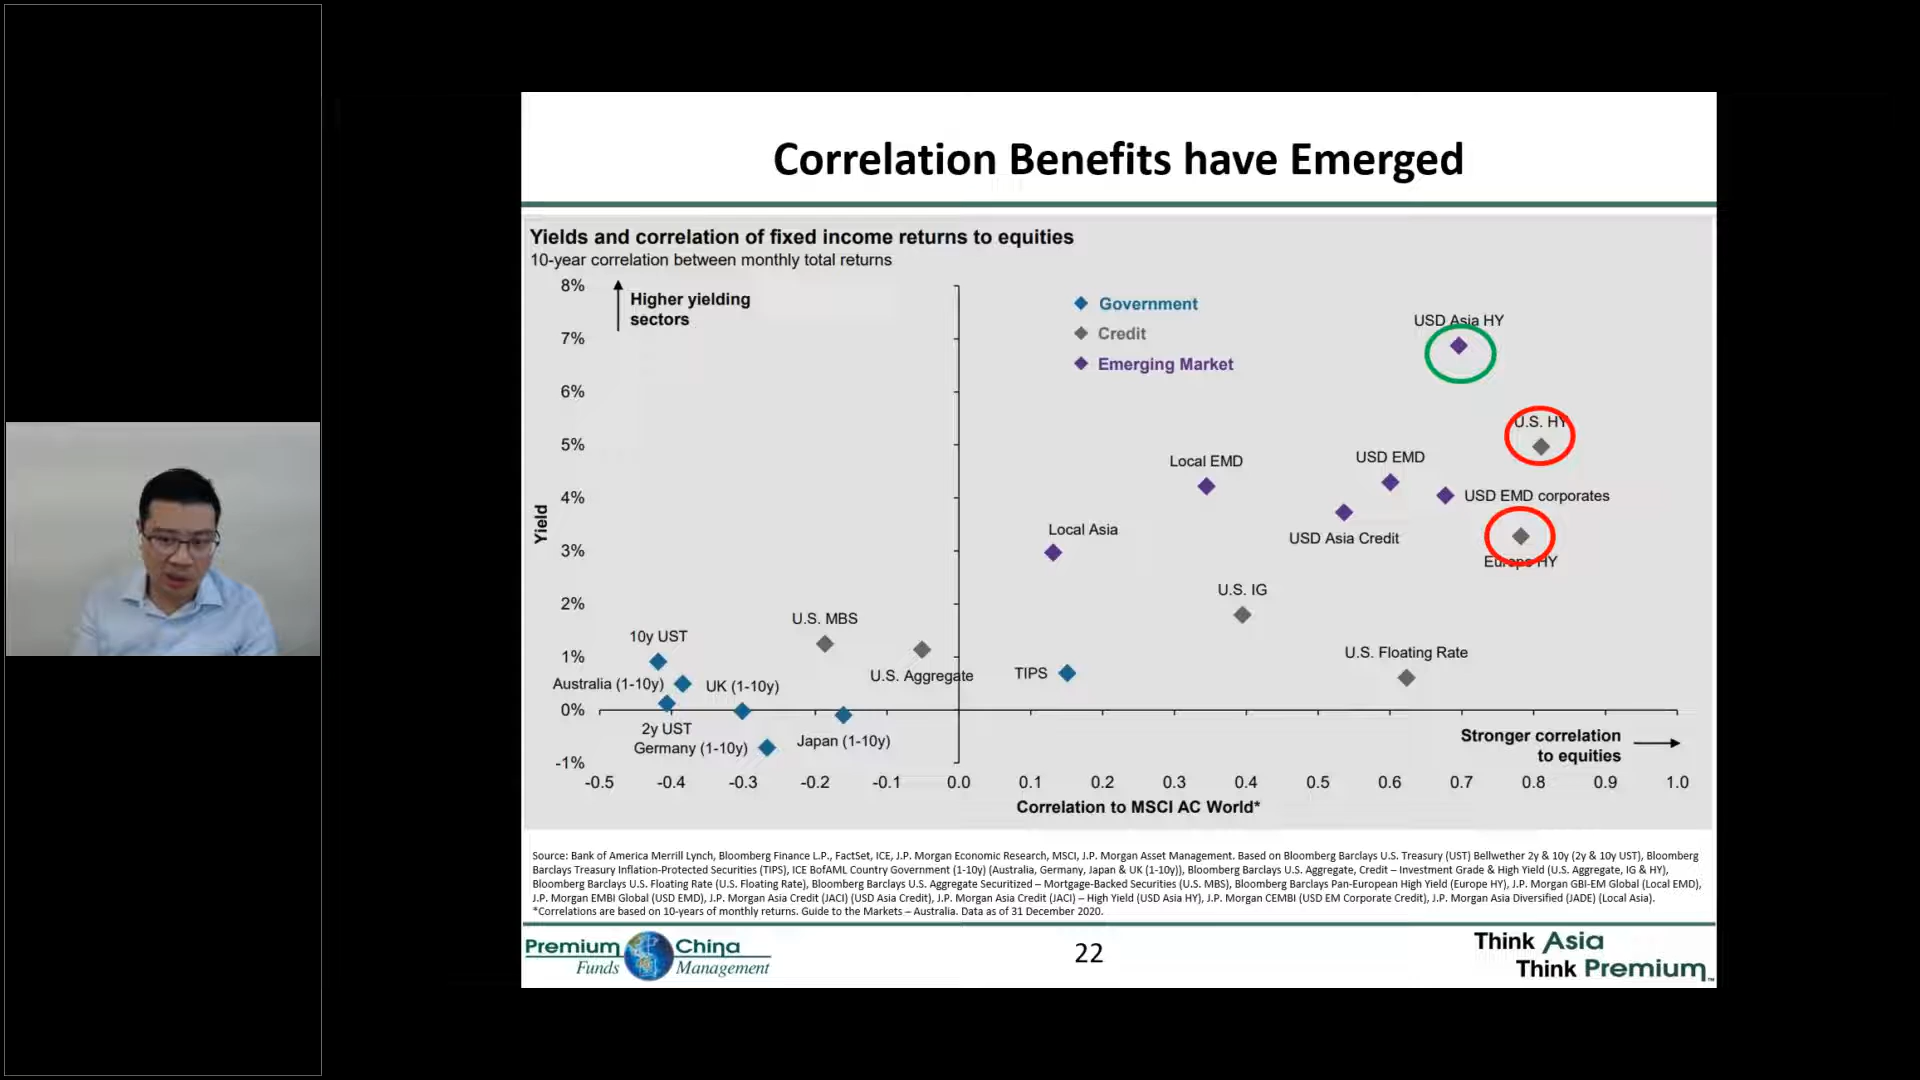 Correlation Benefits have Emerged
Yields and correlation of fixed income returns to equities
10-year correlation between monthly total returns
8%
Higher yielding
sectors
Government
Credit
Emerging Market
USD Asia HY
7%
6%
U.S. HY
5%
Local EMD
USD EMD
4%
USD EMD corporates
Yield
Local Asia
USD Asia Credit
3%
Europe HY
U.S. IG
2%
U.S. MBS
10y UST
U.S. Floating Rate
1%
U.S. Aggregate
TIPS
Australia (1-10y)
UK (1-10y)
0%
2y UST
Germany (1-10y)
Japan (1-10y)
Stronger correlation
to equities
-1%
-0.5 -0.4 -0.3 -0.2 -0.1 0.0 0.1 0.2 0.3 0.4 0.5 0.6 0.7 0.8 0.9 1.0
Correlation to MSCI AC World*
Source: Bank of America Merrill Lynch, Bloomberg Finance L.P., FactSet, ICE, J.P. Morgan Economic Research, MSCI, J.P. Morgan Asset Management. Based on Bloomberg Barclays U.S. Treasury (UST) Bellwether 2y & 10y (2y & 10y UST), Bloomberg
Barclays Treasury Inflation-Protected Securities (TIPS), ICE BofAML Country Government (1-10y) (Australia, Germany, Japan & UK (1-10y)), Bloomberg Barclays U.S. Aggregate, Credit – Investment Grade & High Yield (U.S. Aggregate, IG & HY),
Bloomberg Barclays U.S. Floating Rate (U.S. Floating Rate), Bloomberg Barclays U.S. Aggregate Securitized – Mortgage-Backed Securities (U.S. MBS), Bloomberg Barclays Pan-European High Yield (Europe HY), J.P. Morgan GBI-EM Global (Local EMD),
J.P. Morgan EMBI Global (USD EMD), J.P. Morgan Asia Credit (JACI) (USD Asia Credit), J.P. Morgan Asia Credit (JACI) – High Yield (USD Asia HY), J.P. Morgan CEMBI (USD EM Corporate Credit), J.P. Morgan Asia Diversified (JADE) (Local Asia).
*Correlations are based on 10-years of monthly returns. Guide to the Markets – Australia. Data as of 31 December 2020.
Premium China
Funds Management
22
Think Asia
Think Premium™